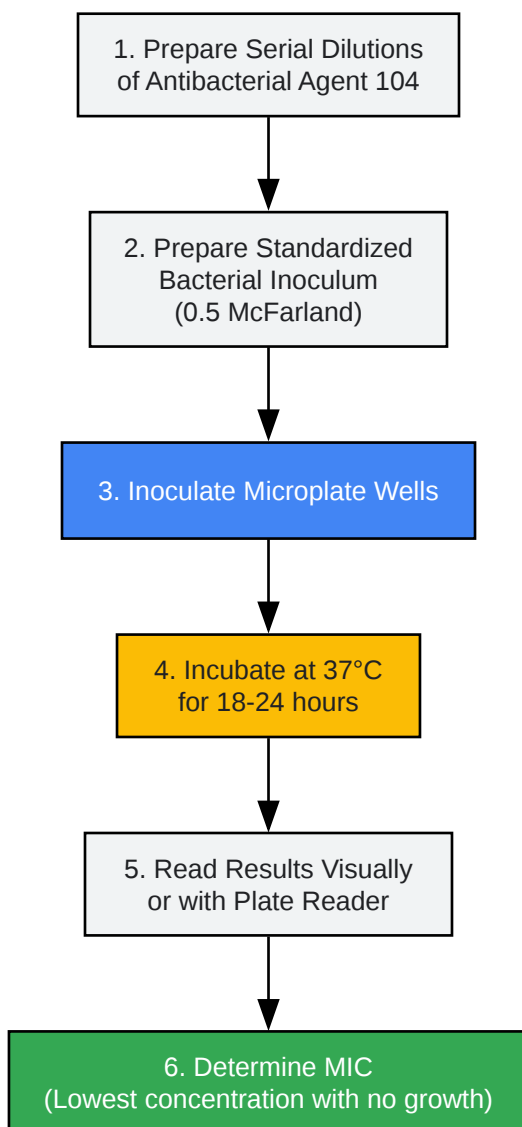 1. Prepare Serial Dilutions
of Antibacterial Agent 104
2. Prepare Standardized
Bacterial Inoculum
(0.5 McFarland)
3. Inoculate Microplate Wells
4. Incubate at 37°C
for 18-24 hours
5. Read Results Visually
or with Plate Reader
6. Determine MIC
(Lowest concentration with no growth)